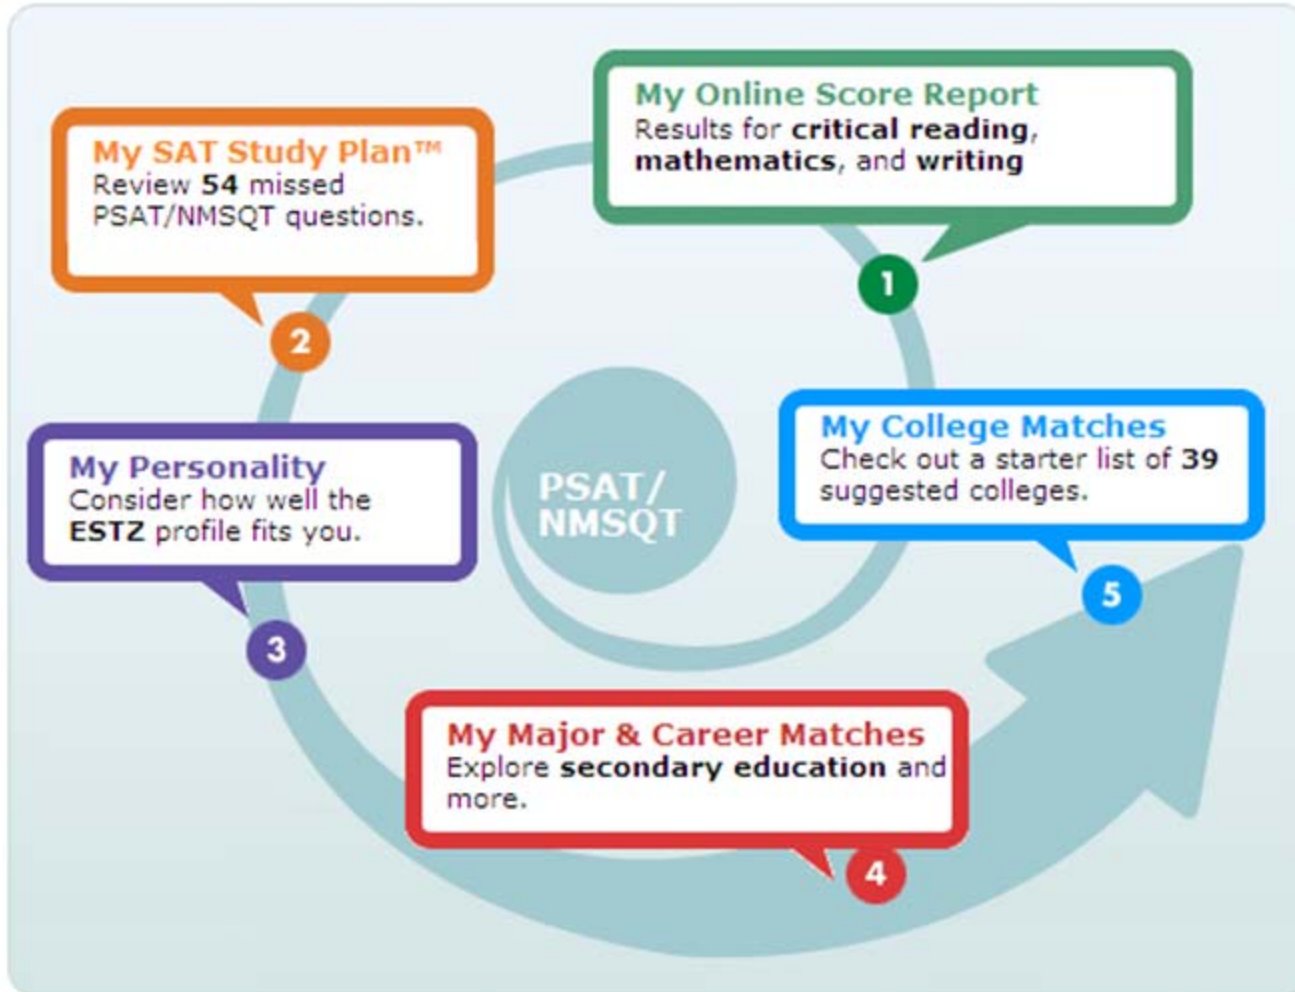 My Online Score Report
Results for critical reading,
mathematics, and writing
1
My SAT Study Plan™
Review 54 missed
PSAT/NMSQT questions.
2
My Personality
Consider how well the
ESTZ profile fits you.
3
My Major & Career Matches
Explore secondary education and
more.
4
My College Matches
Check out a starter list of 39
suggested colleges.
5
PSAT/
NMSQT